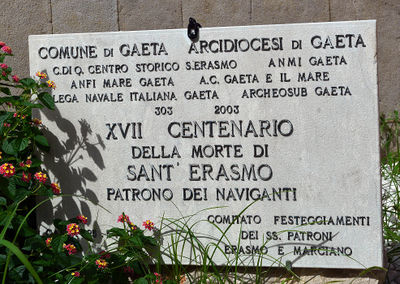 COMUNE DI GAETA ARCIDIOCESI DI GAETA
C.DI Q. CENTRO STORICO S.ERASMO ANMI GAETA
ANFI MARE GAETA A.C. GAETA E IL MARE
LEGA NAVALE ITALIANA GAETA ARCHEOSUB GAETA
303 2003
XVII CENTENARIO
DELLA MORTE DI
SANT' ERASMO
PATRONO DEI NAVIGANTI
COMITATO FESTEGGIAMENTI
DEI SS. PATRONI
ERASMO E MARCIANO